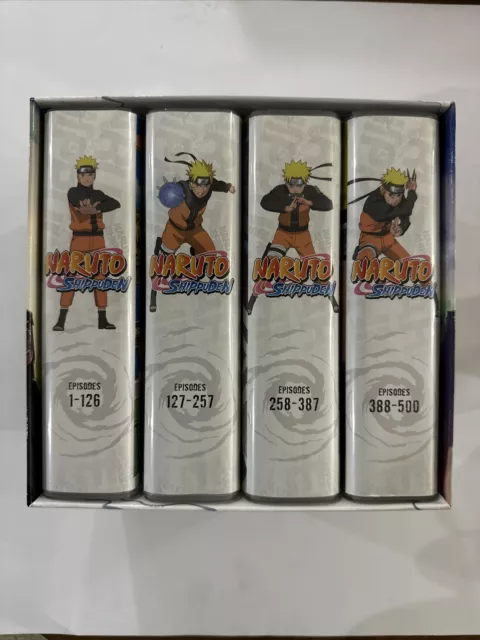 NARUTO
SHIPPUDEN
EPISODES
1-126
NARUTO
SHIPPUDEN
EPISODES
127-257
NARUTO
SHIPPUDEN
EPISODES
258-387
NARUTO
SHIPPUDEN
EPISODES
388-500